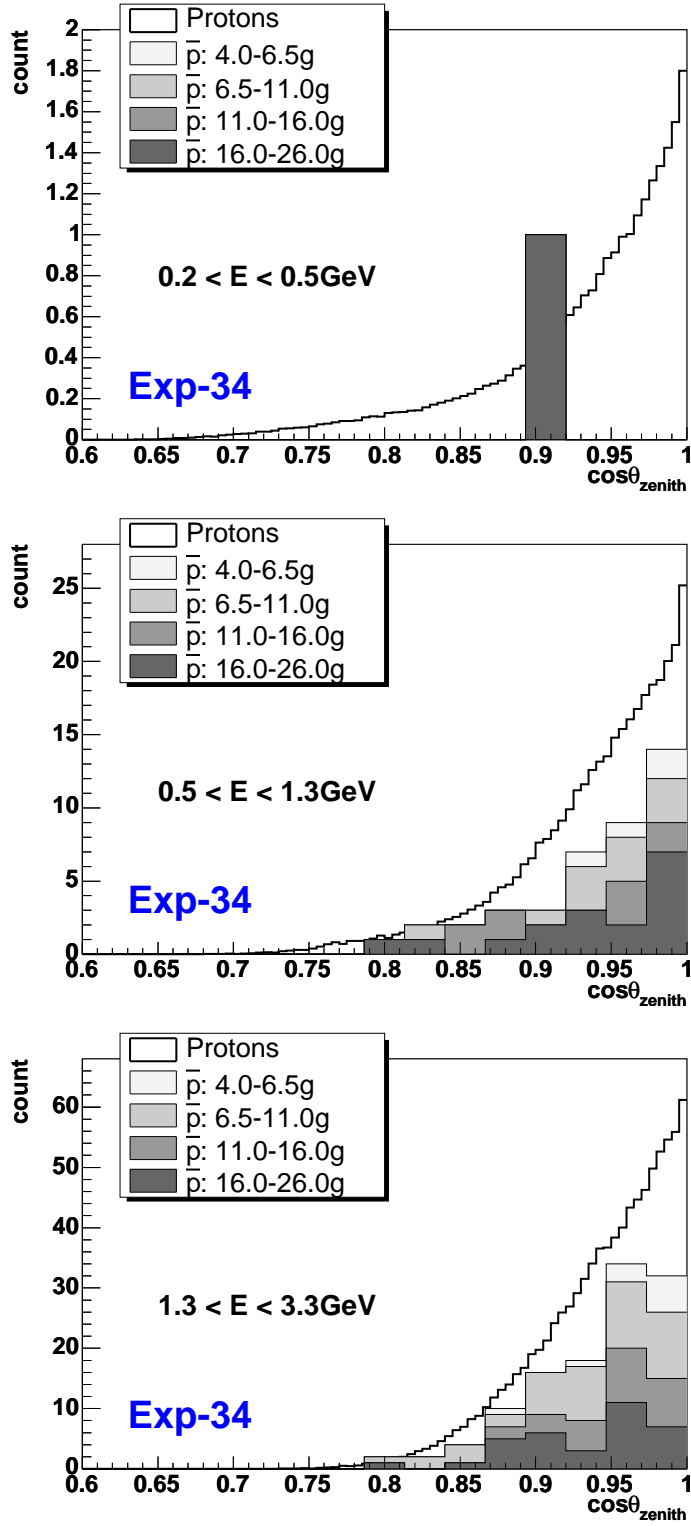 Protons
p̅: 4.0-6.5g
p̅: 6.5-11.0g
p̅: 11.0-16.0g
p̅: 16.0-26.0g
count
2
1.8
1.6
1.4
1.2
1
0.8
0.6
0.4
0.2
0
0.2 < E < 0.5GeV
Exp-34
0.6 0.65 0.7 0.75 0.8 0.85 0.9 0.95 1
cosθzenith
Protons
p̅: 4.0-6.5g
p̅: 6.5-11.0g
p̅: 11.0-16.0g
p̅: 16.0-26.0g
count
25
20
15
10
5
0
0.5 < E < 1.3GeV
Exp-34
0.6 0.65 0.7 0.75 0.8 0.85 0.9 0.95 1
cosθzenith
Protons
p̅: 4.0-6.5g
p̅: 6.5-11.0g
p̅: 11.0-16.0g
p̅: 16.0-26.0g
count
60
50
40
30
20
10
0
1.3 < E < 3.3GeV
Exp-34
0.6 0.65 0.7 0.75 0.8 0.85 0.9 0.95 1
cosθzenith